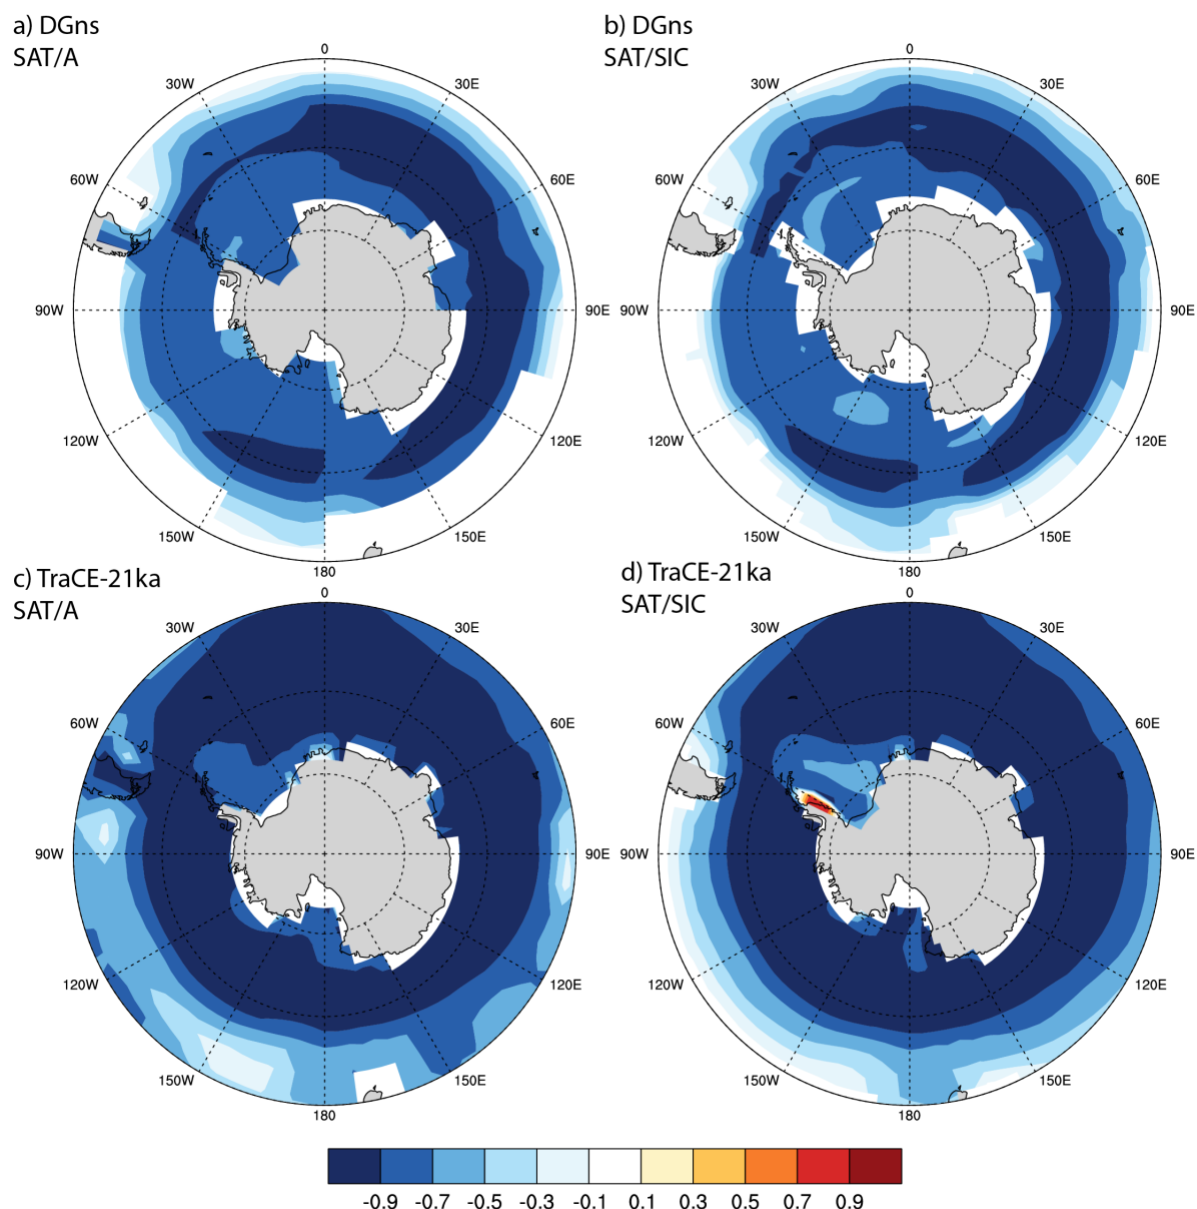 a) DGns
SAT/A
b) DGns
SAT/SIC
0
30W
30E
60W
60E
90W
90E
120W
120E
150W
150E
180
0
30W
30E
60W
60E
90W
90E
120W
120E
150W
150E
180
c) TraCE-21ka
SAT/A
d) TraCE-21ka
SAT/SIC
0
30W
30E
60W
60E
90W
90E
120W
120E
150W
150E
180
0
30W
30E
60W
60E
90W
90E
120W
120E
150W
150E
180
-0.9 -0.7 -0.5 -0.3 -0.1 0.1 0.3 0.5 0.7 0.9